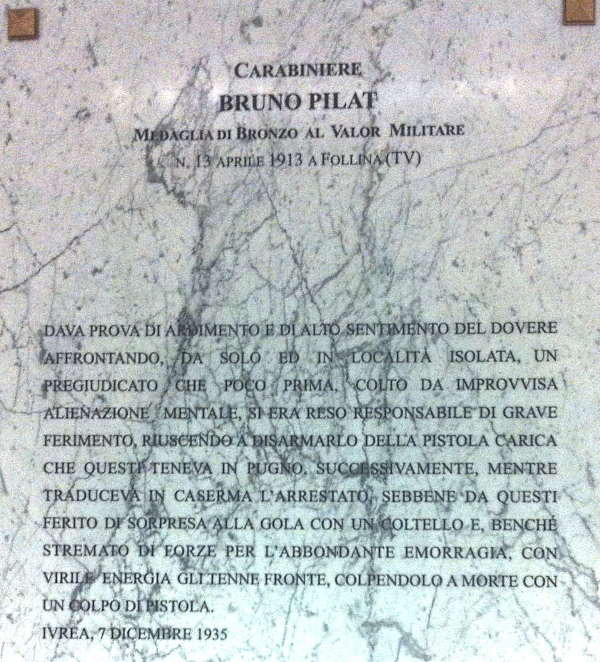 CARABINIERE
BRUNO PILAT
MEDAGLIA DI BRONZO AL VALOR MILITARE
N. 13 APRILE 1913 A FOLLINA (TV)
DAVA PROVA DI ARDIMENTO E DI ALTO SENTIMENTO DEL DOVERE
AFFRONTANDO, DA SOLO ED IN LOCALITÀ ISOLATA, UN
PREGIUDICATO CHE POCO PRIMA, COLTO DA IMPROVVISA
ALIENAZIONE MENTALE, SI ERA RESO RESPONSABILE DI GRAVE
FERIMENTO, RIUSCENDO A DISARMARLO DELLA PISTOLA CARICA
CHE QUESTI TENEVA IN PUGNO. SUCCESSIVAMENTE, MENTRE
TRADUCEVA IN CASERMA L'ARRESTATO, SEBBENE DA QUESTI
FERITO DI SORPRESA ALLA GOLA CON UN COLTELLO E, BENCHÉ
STREMATO DI FORZE PER L'ABBONDANTE EMORRAGIA, CON
VIRILE ENERGIA GLI TENNE FRONTE, COLPENDOLO A MORTE CON
UN COLPO DI PISTOLA.
IVREA, 7 DICEMBRE 1935